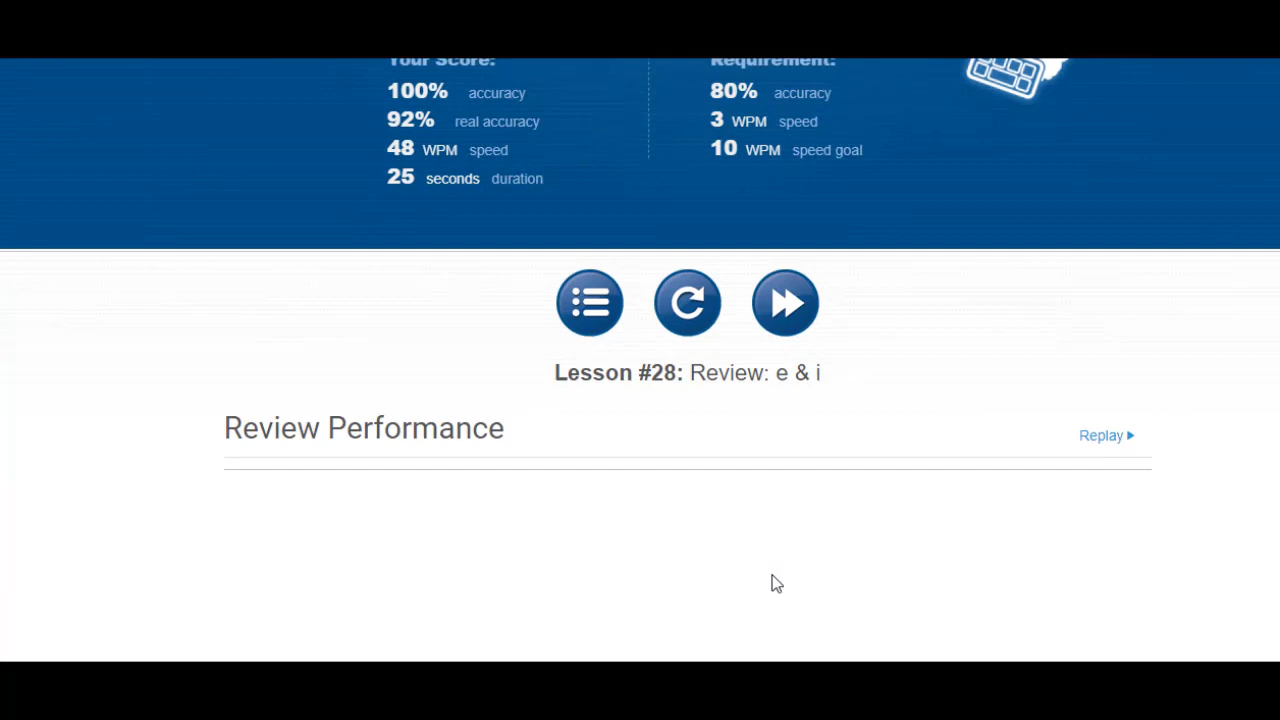 Your Score:
100% accuracy
92% real accuracy
48 WPM speed
25 seconds duration
Requirement:
80% accuracy
3 WPM speed
10 WPM speed goal
Lesson #28: Review: e & i
Review Performance
Replay